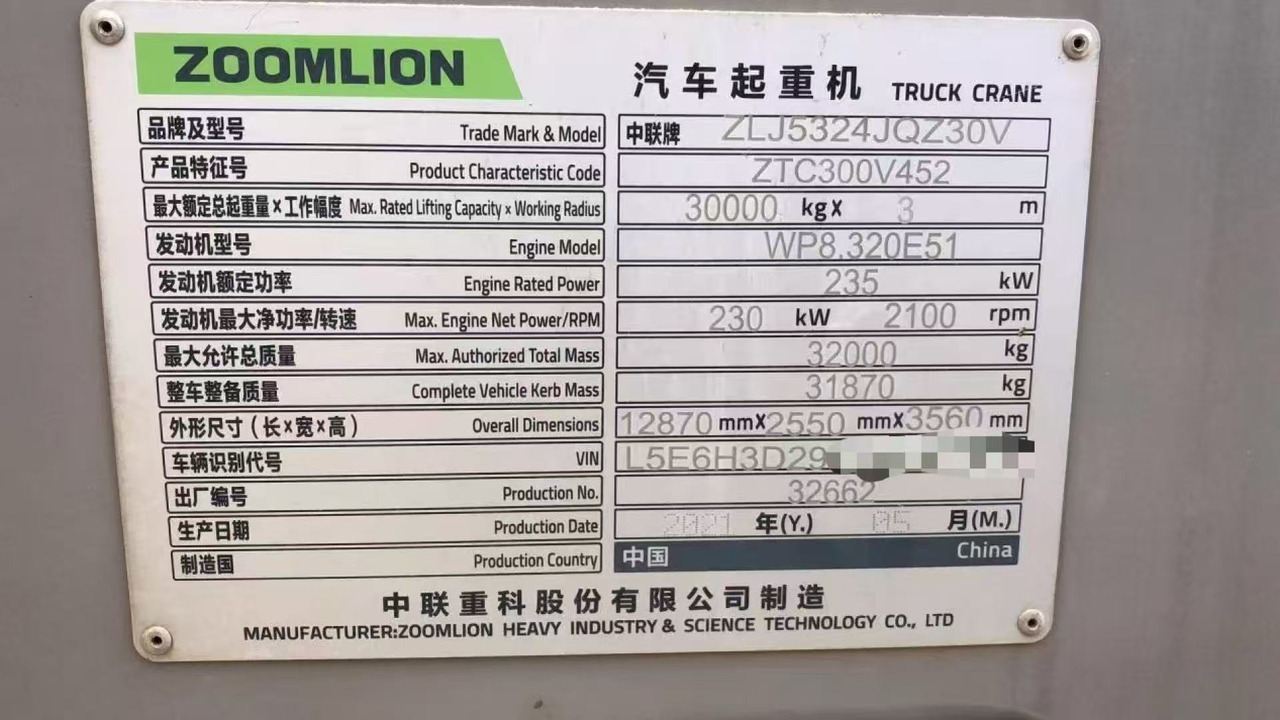 ZOOMLION
汽车起重机 TRUCK CRANE
品牌及型号 Trade Mark & Model 中联牌 ZLJ5324JQZ30V
产品特征号 Product Characteristic Code ZTC300V452
最大额定总起重量×工作幅度 Max. Rated Lifting Capacity × Working Radius 30000 kg× 3 m
发动机型号 Engine Model WP8.320E51
发动机额定功率 Engine Rated Power 235 kW
发动机最大净功率/转速 Max. Engine Net Power/RPM 230 kW 2100 rpm
最大允许总质量 Max. Authorized Total Mass 32000 kg
整车整备质量 Complete Vehicle Kerb Mass 31870 kg
外形尺寸(长×宽×高) Overall Dimensions 12870 mm×2550 mm×3560 mm
车辆识别代号 VIN L5E6H3D29
出厂编号 Production No. 32662
生产日期 Production Date 2021 年(Y.) 05 月(M.)
制造国 Production Country 中国 China
中联重科股份有限公司制造
MANUFACTURER:ZOOMLION HEAVY INDUSTRY & SCIENCE TECHNOLOGY CO., LTD